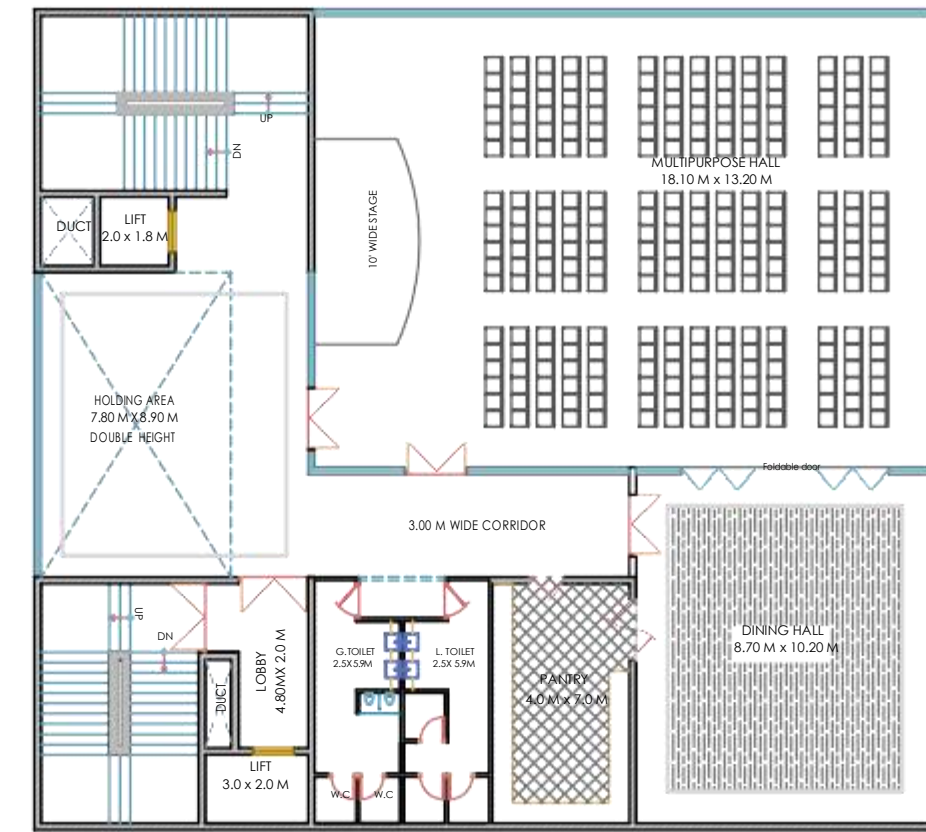 UP
DN
MULTIPURPOSE HALL
18.10 M x 13.20 M
DUCT
LIFT
2.0 x 1.8 M
10' WIDE STAGE
HOLDING AREA
7.80 M X 8.90 M
DOUBLE HEIGHT
Foldable door
3.00 M WIDE CORRIDOR
UP
DN
LOBBY
4.80MX 2.0 M
G.TOILET
2.5X5.9M
L. TOILET
2.5X 5.9M
DINING HALL
8.70 M x 10.20 M
DUCT
PANTRY
4.0 M x 7.0 M
LIFT
3.0 x 2.0 M
W.C
W.C